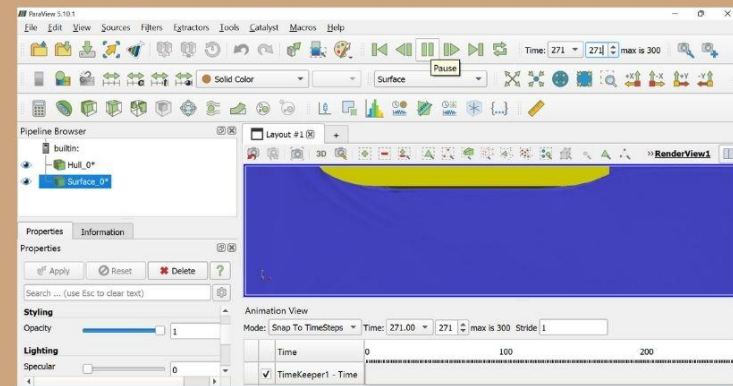 ParaView 5.10.1
File Edit View Sources Filters Extractors Tools Catalyst Macros Help
Time: 271 271 max is 300
Pause
Solid Color Surface
Pipeline Browser
Layout #1
+
builtin:
Hull_0*
Surface_0*
3D
RenderView1
Properties Information
Properties
Apply Reset Delete ?
Search ... (use Esc to clear text)
Styling
Opacity 1
Lighting
Specular 0
Animation View
Mode: Snap To TimeSteps Time: 271.00 271 max is 300 Stride 1
Time 0 100 200
TimeKeeper1 - Time